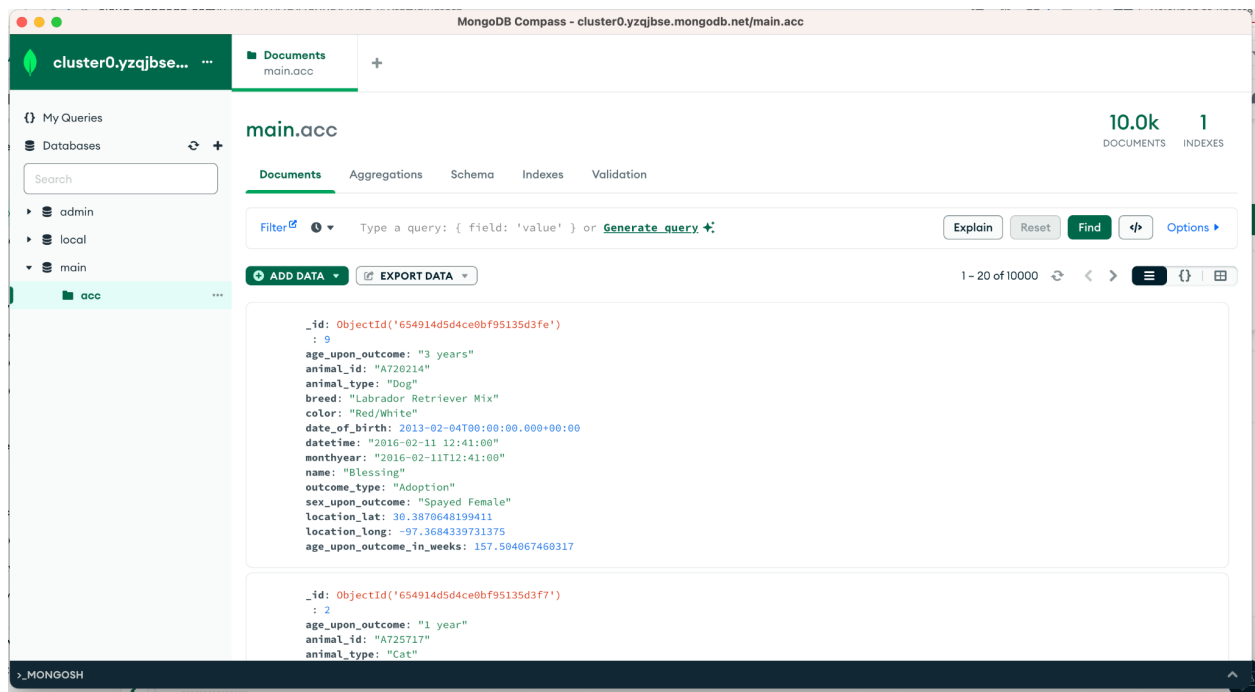 MongoDB Compass - cluster0.yzqjbse.mongodb.net/main.acc
cluster0.yzqjbse... ...
Documents
main.acc
+
{} My Queries
Databases
+
Search
admin
local
main
acc ...
main.acc
10.0k
DOCUMENTS
1
INDEXES
Documents Aggregations Schema Indexes Validation
Filter Type a query: { field: 'value' } or Generate query Explain Reset Find </> Options
ADD DATA EXPORT DATA 1 – 20 of 10000 {}
_id: ObjectId('654914d5d4ce0bf95135d3fe')
: 9
age_upon_outcome: "3 years"
animal_id: "A720214"
animal_type: "Dog"
breed: "Labrador Retriever Mix"
color: "Red/White"
date_of_birth: 2013-02-04T00:00:00.000+00:00
datetime: "2016-02-11 12:41:00"
monthyear: "2016-02-11T12:41:00"
name: "Blessing"
outcome_type: "Adoption"
sex_upon_outcome: "Spayed Female"
location_lat: 30.3870648199411
location_long: -97.3684339731375
age_upon_outcome_in_weeks: 157.504067460317
_id: ObjectId('654914d5d4ce0bf95135d3f7')
: 2
age_upon_outcome: "1 year"
animal_id: "A725717"
animal_type: "Cat"
>_MONGOSH